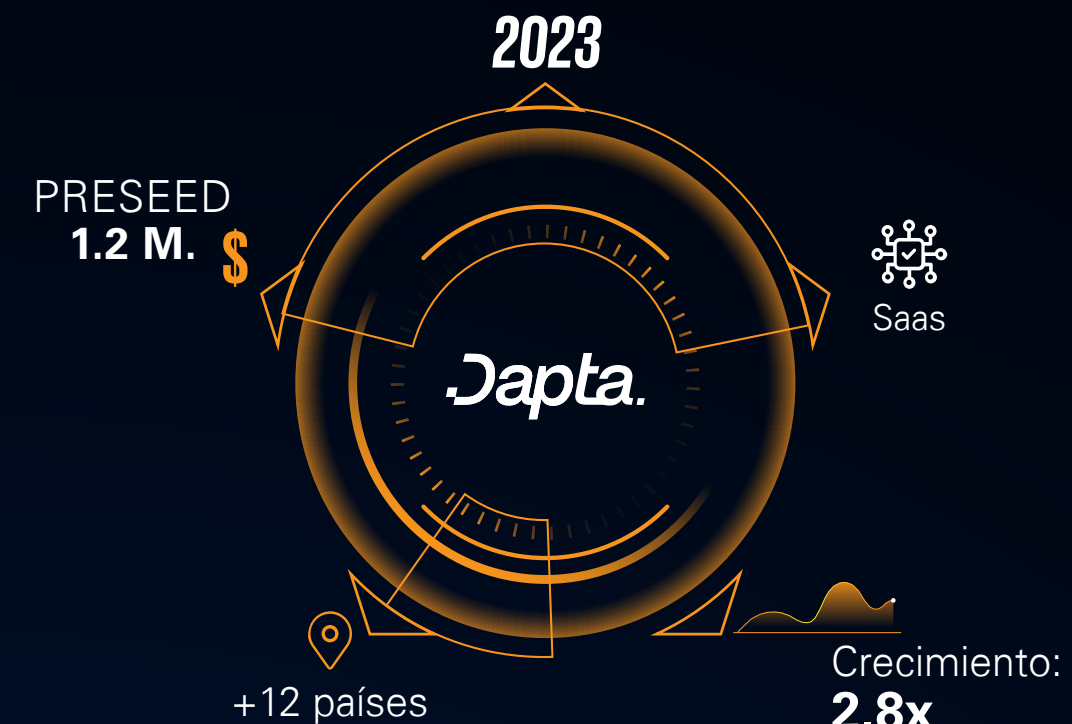 2023
PRESEED
1.2 M.
$
Saas
Dapta.
+12 países
Crecimiento:
2.8x